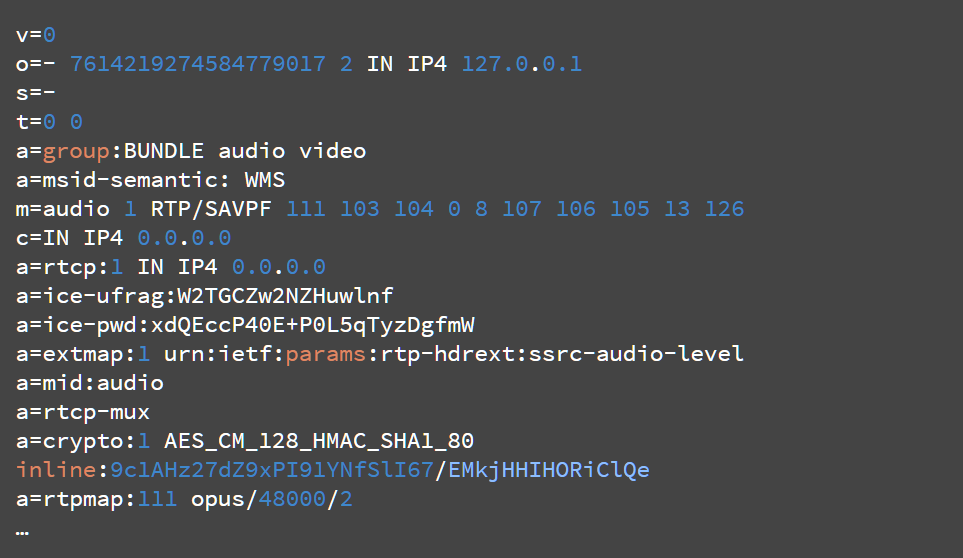 v=0
o=- 7614219274584779017 2 IN IP4 127.0.0.1
s=-
t=0 0
a=group:BUNDLE audio video
a=msid-semantic: WMS
m=audio 1 RTP/SAVPF 111 103 104 0 8 107 106 105 13 126
c=IN IP4 0.0.0.0
a=rtcp:1 IN IP4 0.0.0.0
a=ice-ufrag:W2TGCZw2NZHuwlnf
a=ice-pwd:xdQEccP40E+P0L5qTyzDgfmW
a=extmap:1 urn:ietf:params:rtp-hdrext:ssrc-audio-level
a=mid:audio
a=rtcp-mux
a=crypto:1 AES_CM_128_HMAC_SHA1_80
inline:9c1AHz27dZ9xPI91YNfSlI67/EMkjHHIHORiClQe
a=rtpmap:111 opus/48000/2
…